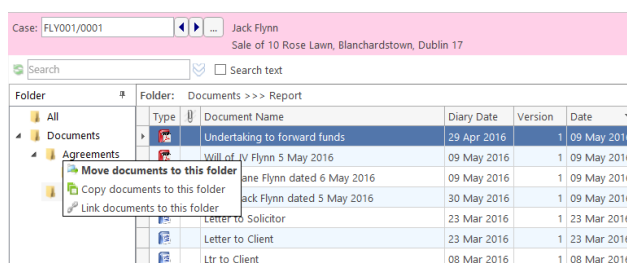 Case: FLY001/0001 ... Jack Flynn
Sale of 10 Rose Lawn, Blanchardstown, Dublin 17
Search Search text
Folder Folder: Documents >>> Report
All Type Document Name Diary Date Version Date
Documents Undertaking to forward funds 29 Apr 2016 1 09 May 201
Agreements Will of JV Flynn 5 May 2016 09 May 2016 1 09 May 201
Move documents to this folder ane Flynn dated 6 May 2016 09 May 2016 1 09 May 201
Copy documents to this folder ack Flynn dated 5 May 2016 30 May 2016 1 09 May 201
Link documents to this folder Letter to Solicitor 23 Mar 2016 1 23 Mar 201
Letter to Client 23 Mar 2016 1 23 Mar 201
Ltr to Client 08 Mar 2016 1 08 Mar 201